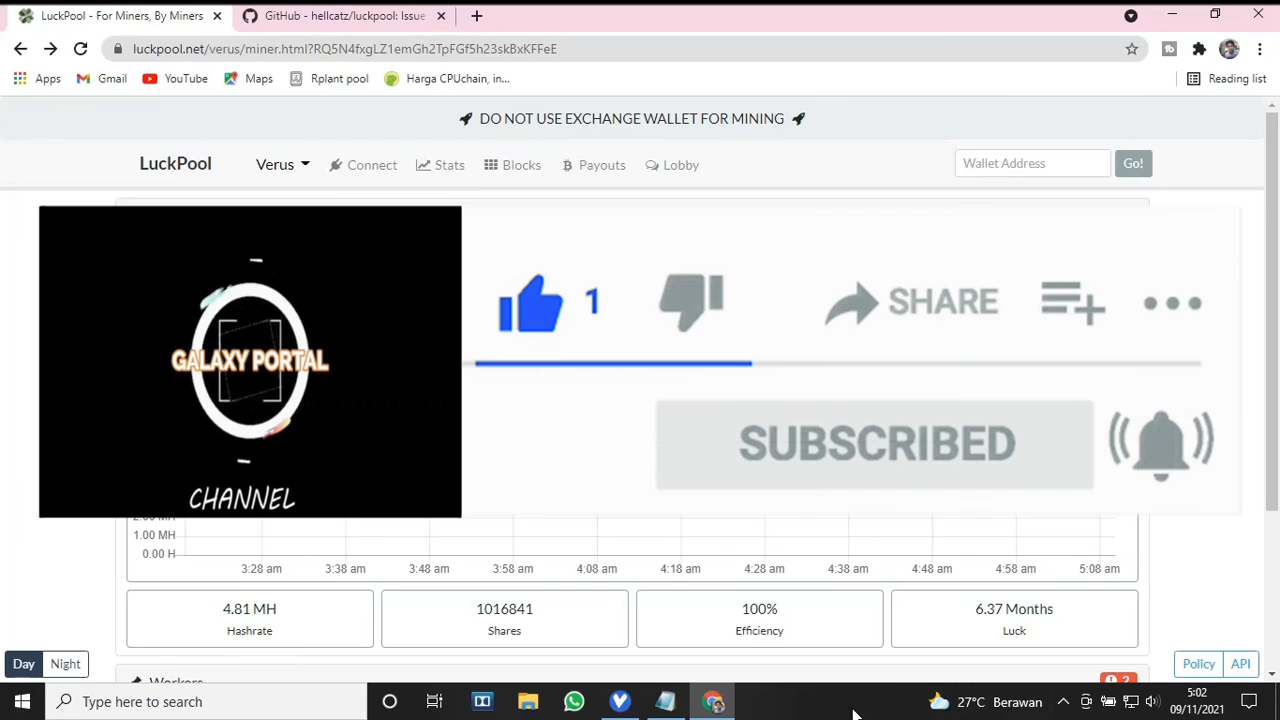 LuckPool - For Miners, By Miners
GitHub - hellcatz/luckpool: Issue
luckpool.net/verus/miner.html?RQ5N4fxgLZ1emGh2TpFGf5h23skBxKFFeE
Apps Gmail YouTube Maps Rplant pool Harga CPUchain, in... Reading list
DO NOT USE EXCHANGE WALLET FOR MINING
LuckPool Verus Connect Stats Blocks Payouts Lobby Wallet Address Go!
1 SHARE
GALAXY PORTAL
SUBSCRIBED
CHANNEL
1.00 MH
0.00 H
3:28 am 3:38 am 3:48 am 3:58 am 4:08 am 4:18 am 4:28 am 4:38 am 4:48 am 4:58 am 5:08 am
4.81 MH 1016841 100% 6.37 Months
Hashrate Shares Efficiency Luck
Day Night Policy API
Workers
Type here to search 27°C Berawan 5:02
09/11/2021